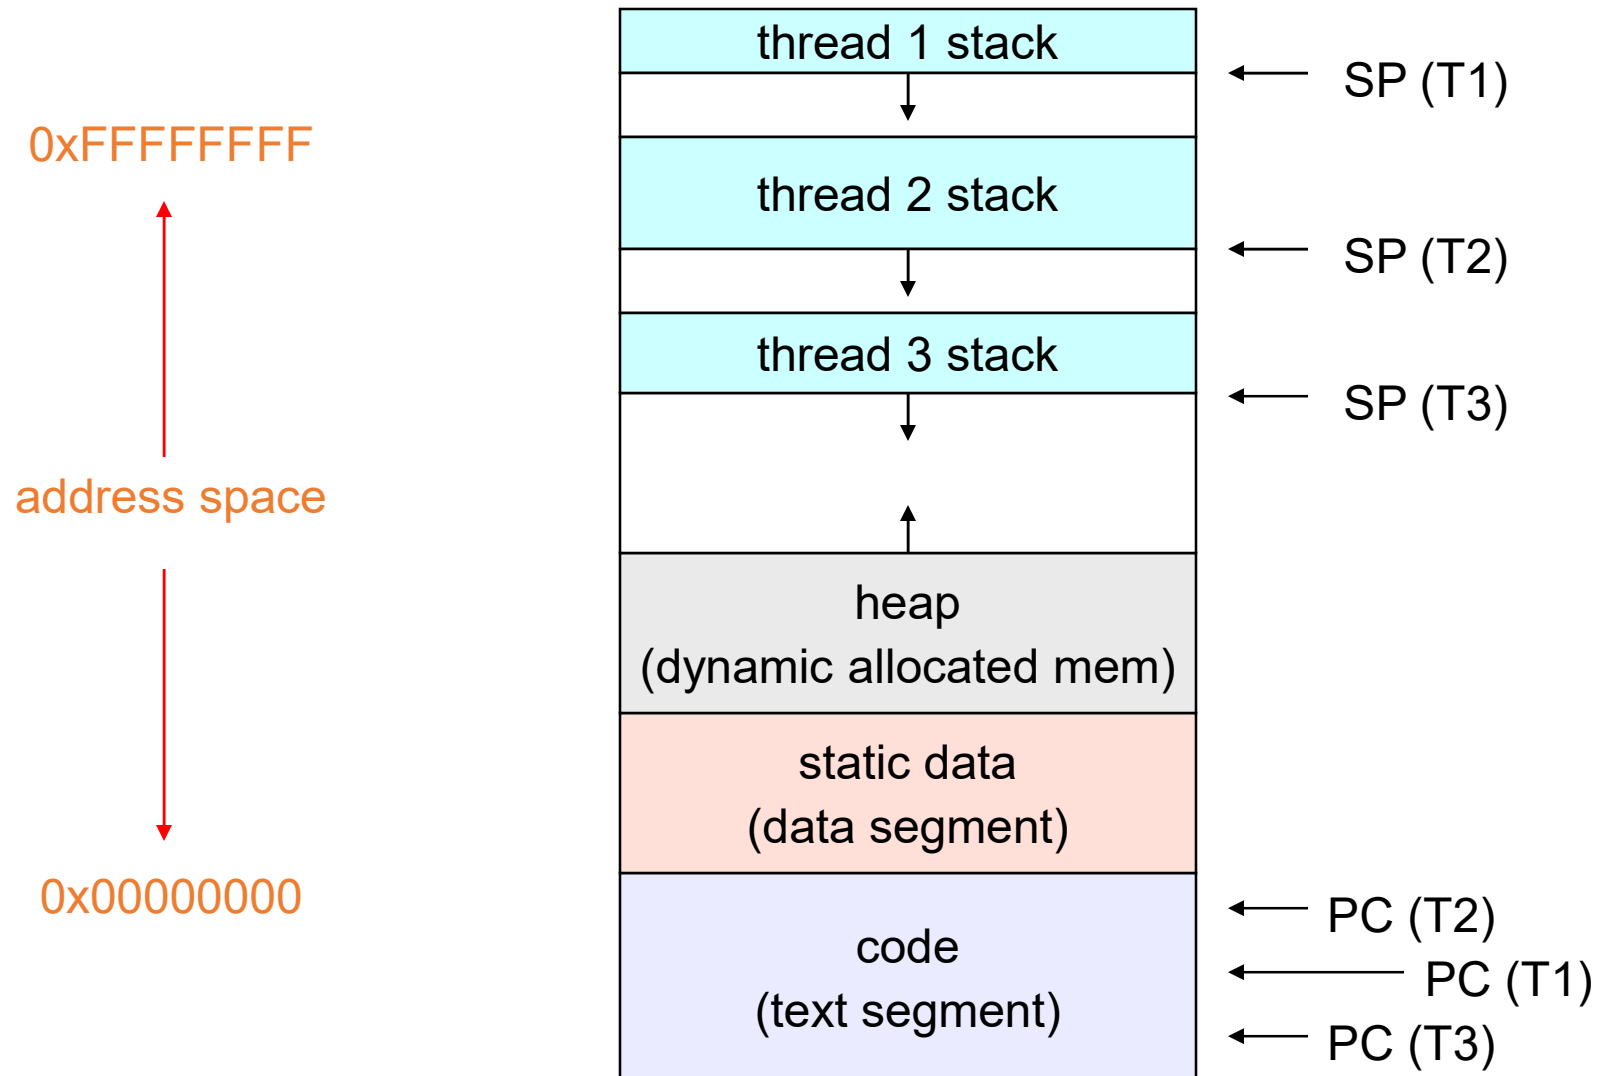 thread 1 stack
SP (T1)
0xFFFFFFFF
thread 2 stack
SP (T2)
thread 3 stack
SP (T3)
address space
heap
(dynamic allocated mem)
static data
(data segment)
0x00000000
code
(text segment)
PC (T2)
PC (T1)
PC (T3)